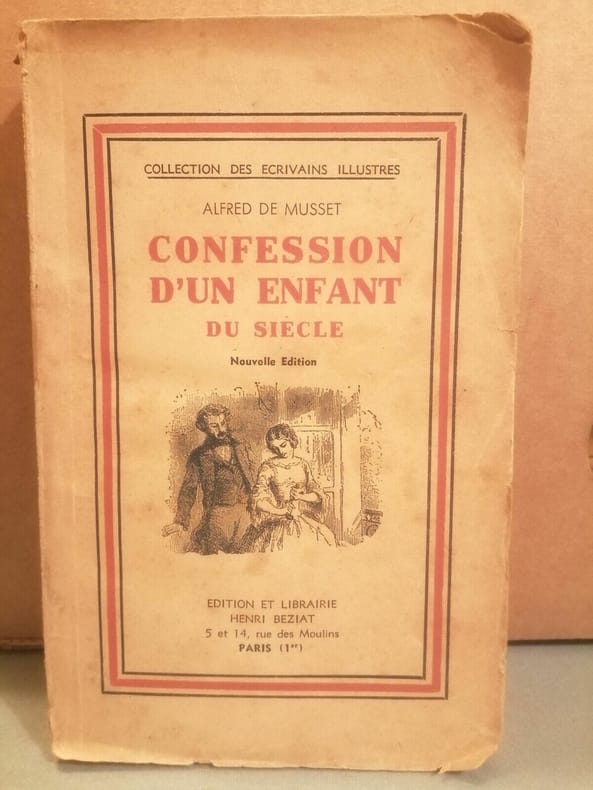 COLLECTION DES ECRIVAINS ILLUSTRES
ALFRED DE MUSSET
CONFESSION
D'UN ENFANT
DU SIÈCLE
Nouvelle Edition
EDITION ET LIBRAIRIE
HENRI BEZIAT
5 et 14, rue des Moulins
PARIS (1er)